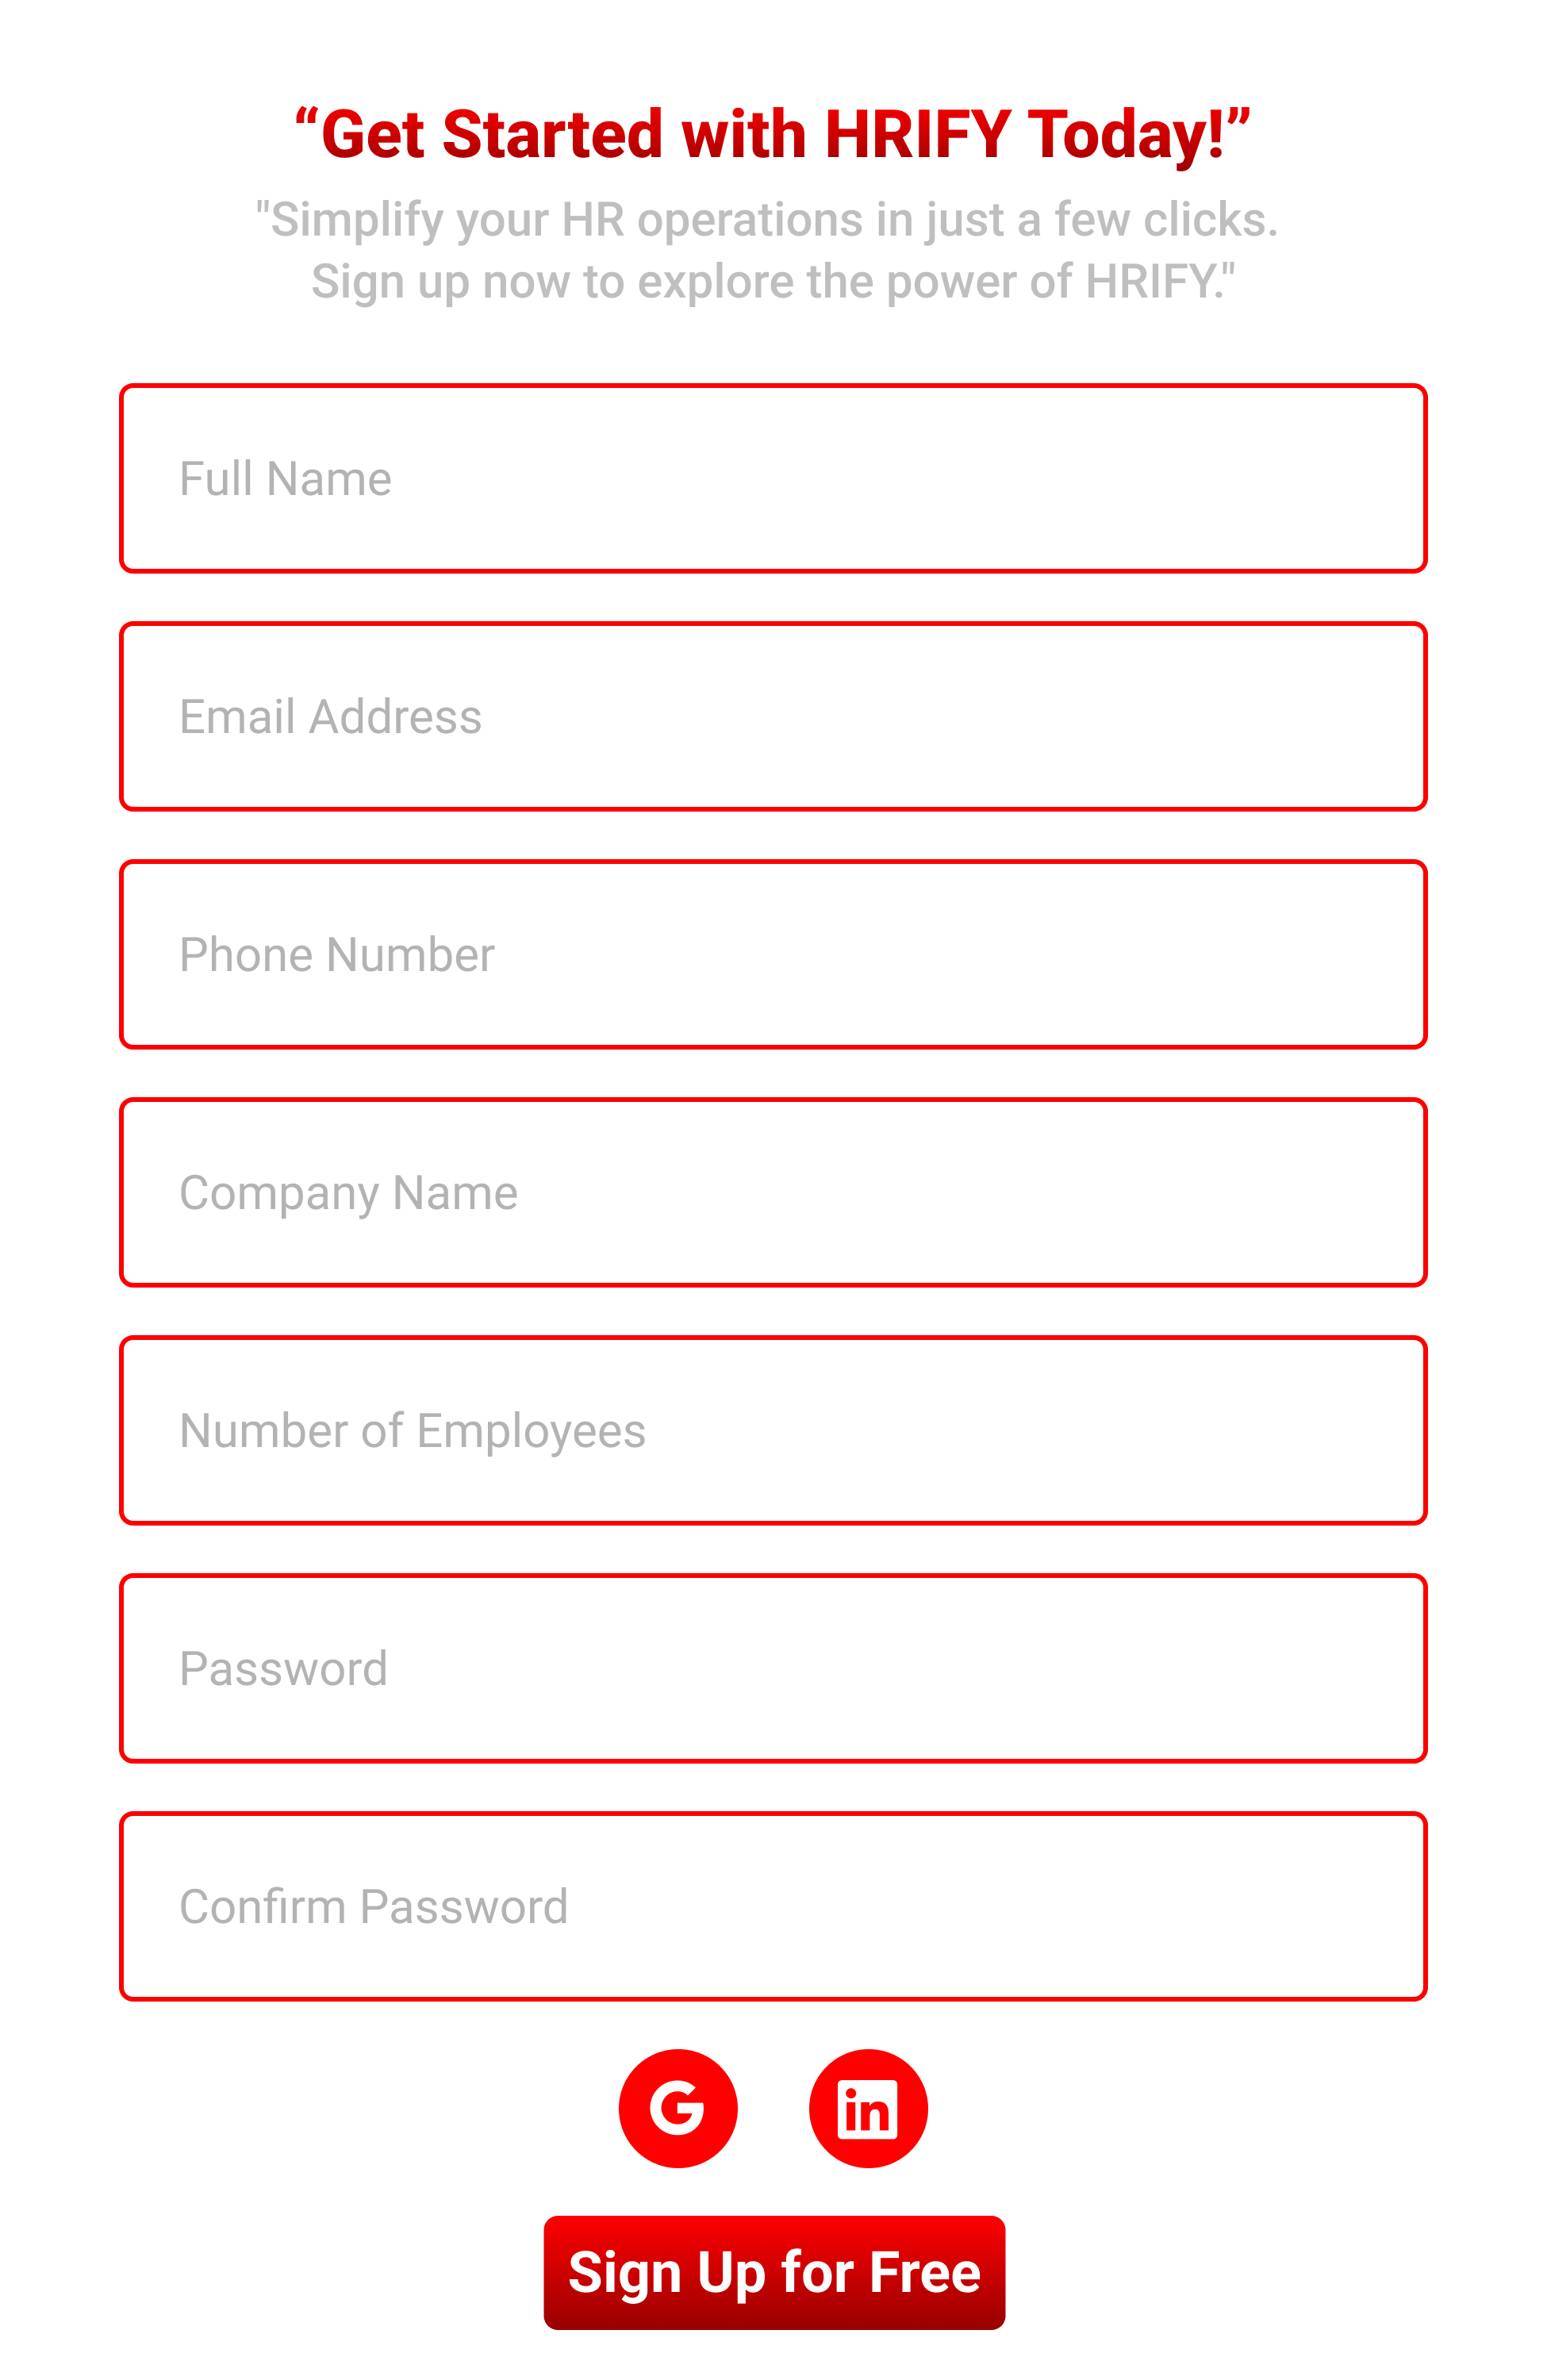 “Get Started with HRIFY Today!”
"Simplify your HR operations in just a few clicks.
Sign up now to explore the power of HRIFY."
Full Name
Email Address
Phone Number
Company Name
Number of Employees
Password
Confirm Password
G in
Sign Up for Free